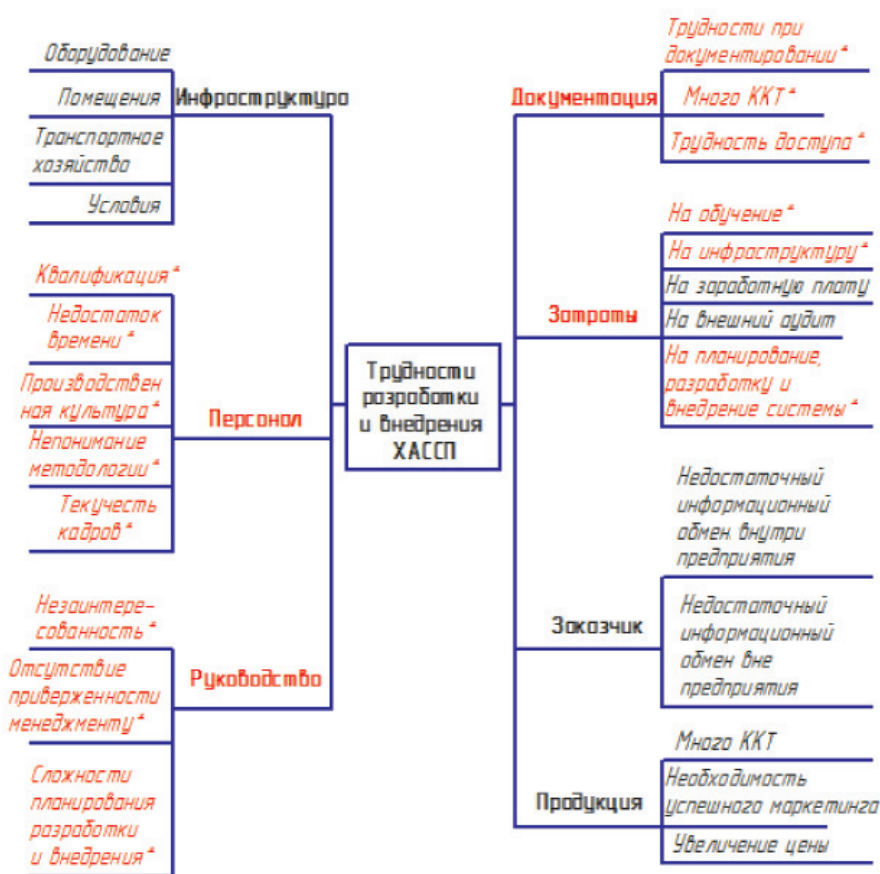 Оборудование
Помещения
Транспортное
хозяйство
Условия
Инфраструктура
Квалификация*
Недостаток
времени*
Производствен
ная культура*
Непонимание
методологии*
Текучесть
кадров*
Персонал
Незаинтере-
сованность*
Отсутствие
приверженности
менеджменту*
Сложности
планирования
разработки
и внедрения*
Руководство
Трудности
разработки
и внедрения
ХАССП
Документация
Трудности при
документировании*
Много ККТ*
Трудность доступа*
Затраты
На обучение*
На инфраструктуру*
На заработную плату
На внешний аудит
На планирование,
разработку и
внедрение системы*
Заказчик
Недостаточный
информационный
обмен внутри
предприятия
Недостаточный
информационный
обмен вне
предприятия
Продукция
Много ККТ
Необходимость
успешного маркетинга
Увеличение цены